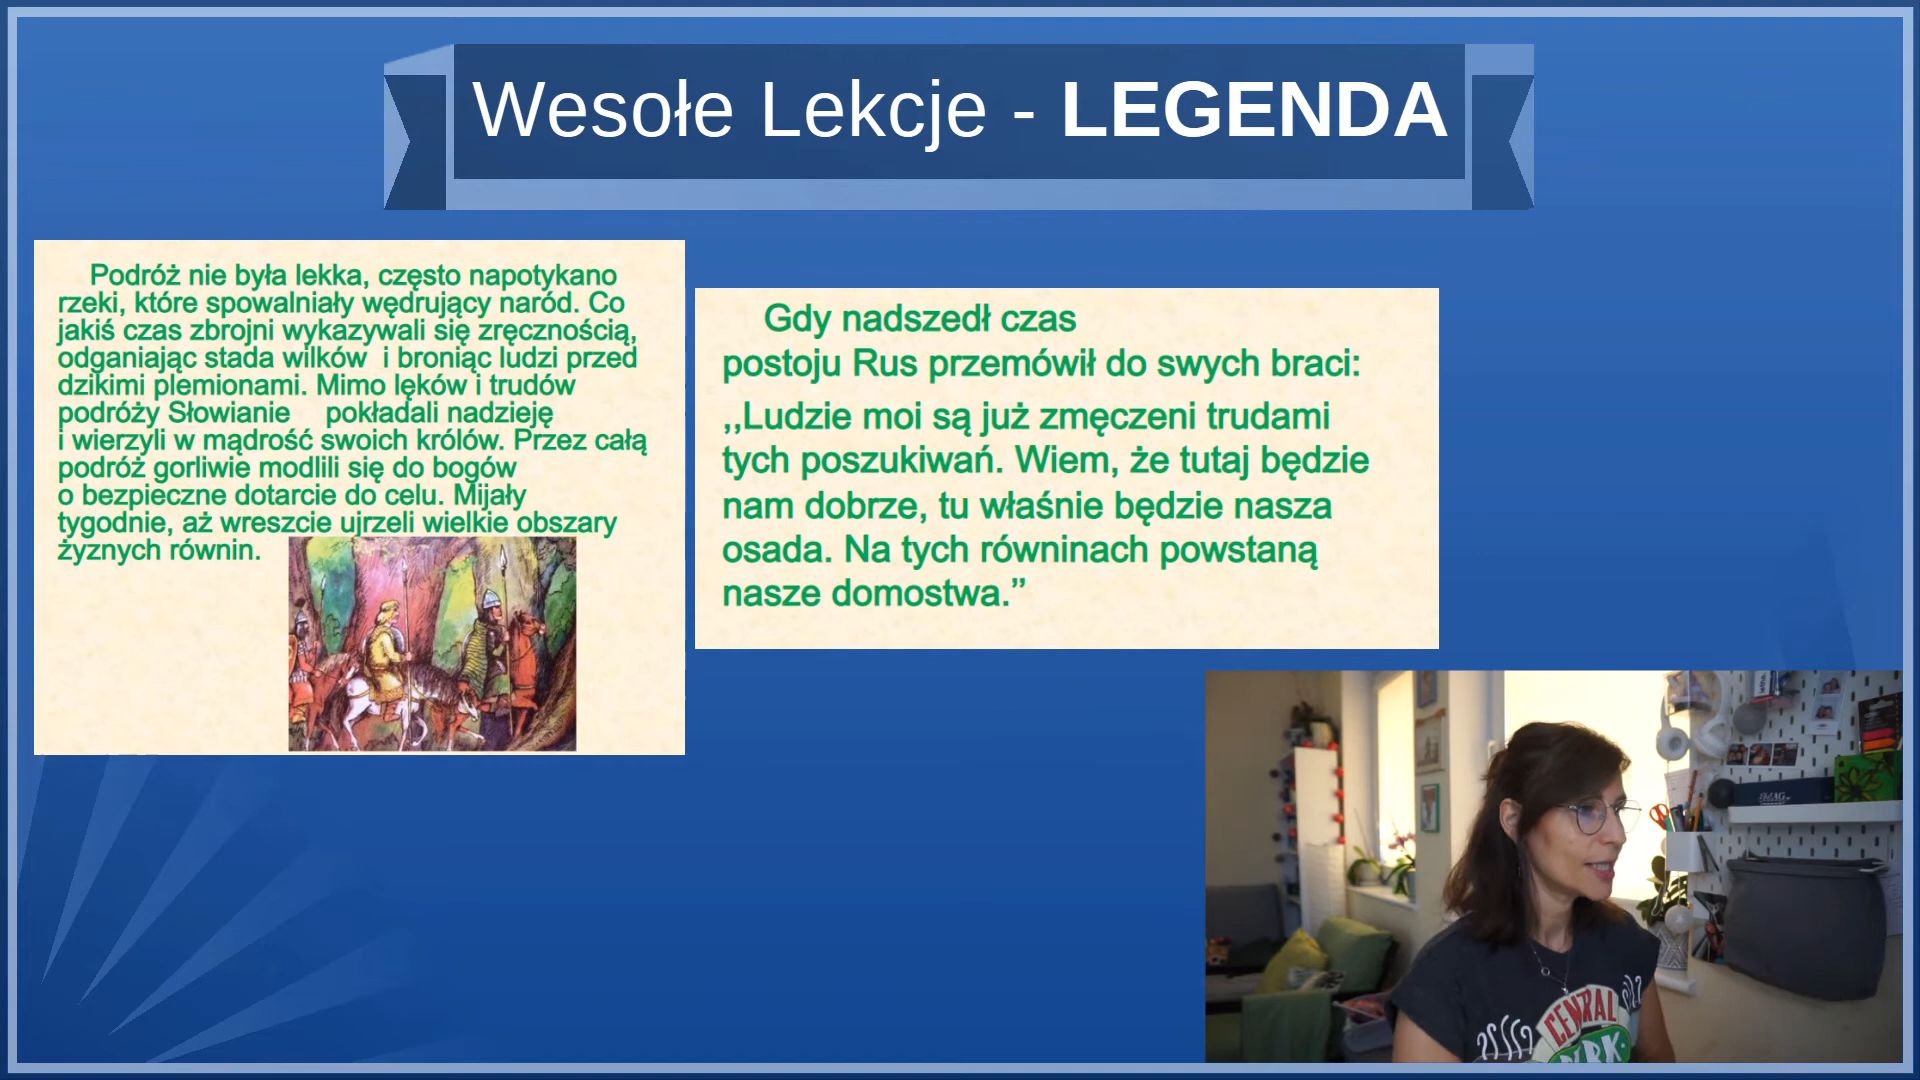 Wesołe Lekcje - LEGENDA
Podróż nie była lekka, często napotykano
rzeki, które spowalniały wędrujący naród. Co
jakiś czas zbrojni wykazywali się zręcznością,
odganiając stada wilków i broniąc ludzi przed
dzikimi plemionami. Mimo lęków i trudów
podróży Słowianie pokładali nadzieję
i wierzyli w mądrość swoich królów. Przez całą
podróż gorliwie modlili się do bogów
o bezpieczne dotarcie do celu. Mijały
tygodnie, aż wreszcie ujrzeli wielkie obszary
żyznych równin.
Gdy nadszedł czas
postoju Rus przemówił do swych braci:
,,Ludzie moi są już zmęczeni trudami
tych poszukiwań. Wiem, że tutaj będzie
nam dobrze, tu właśnie będzie nasza
osada. Na tych równinach powstaną
nasze domostwa.”
CENTRAL